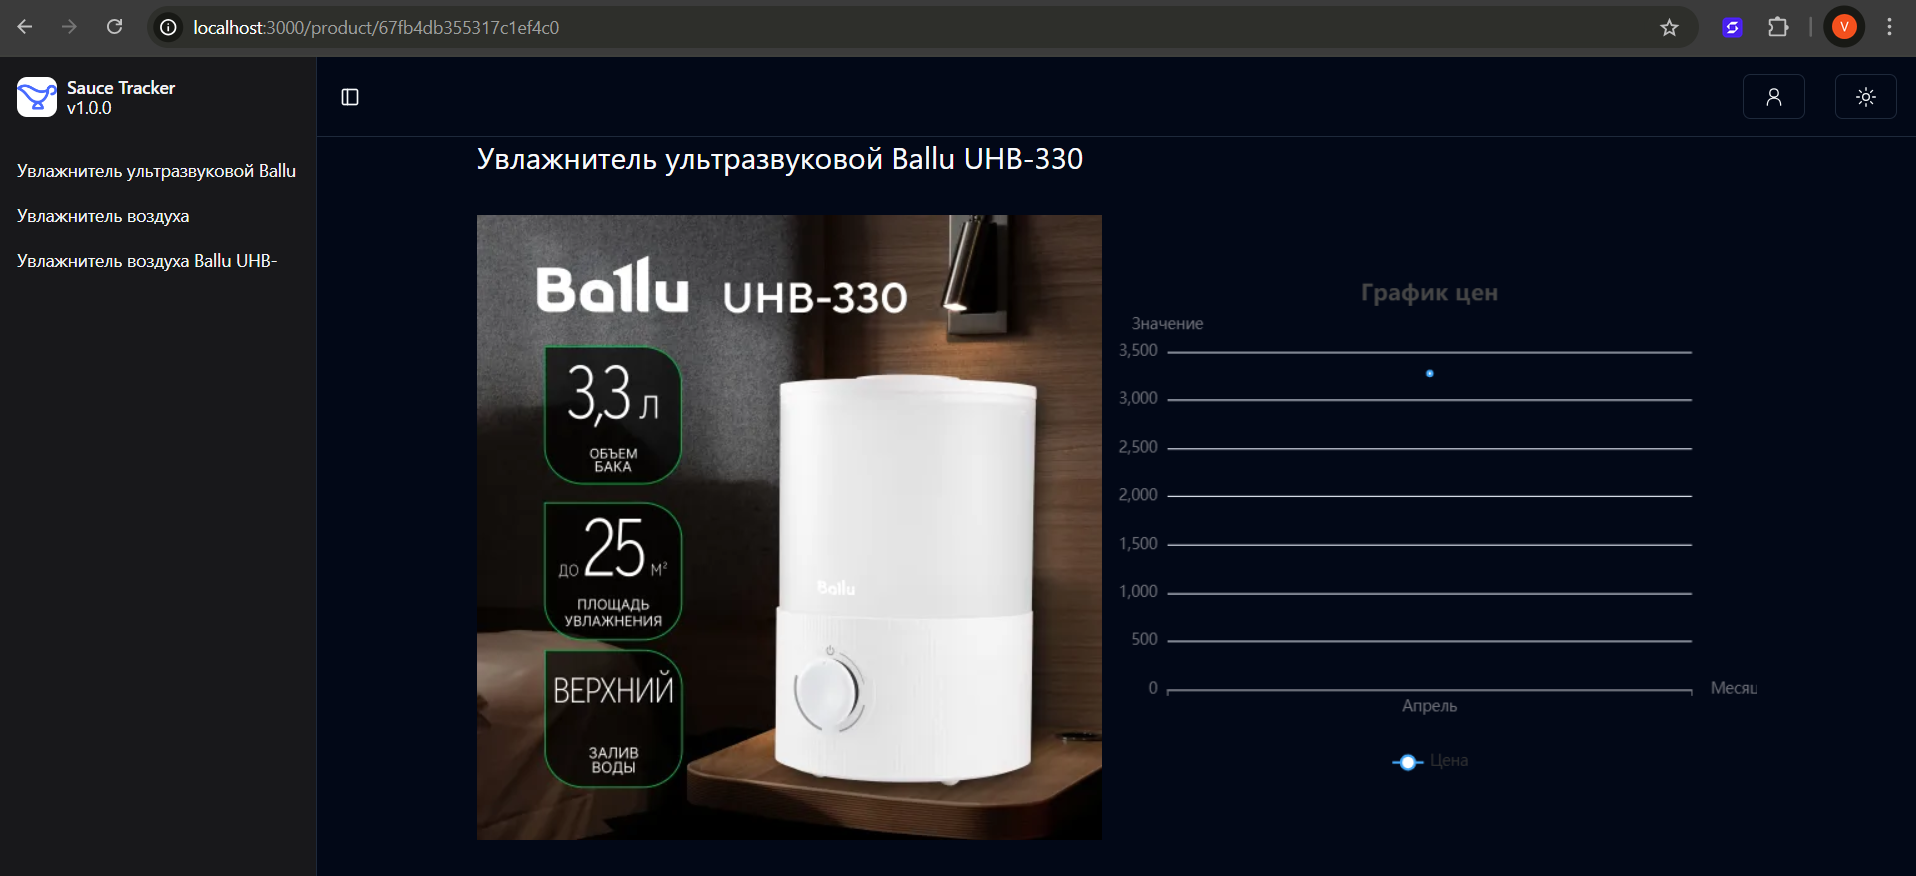 localhost:3000/product/67fb4db355317c1ef4c0
V
Sauce Tracker
v1.0.0
Увлажнитель ультразвуковой Ballu
Увлажнитель воздуха
Увлажнитель воздуха Ballu UHB-
Увлажнитель ультразвуковой Ballu UHB-330
Ballu UHB-330
3,3 л
ОБЪЕМ
БАКА
ДО 25 М²
ПЛОЩАДЬ
УВЛАЖНЕНИЯ
ВЕРХНИЙ
ЗАЛИВ
ВОДЫ
Ballu
График цен
Значение
3,500
3,000
2,500
2,000
1,500
1,000
500
0
Апрель
Месяц
Цена